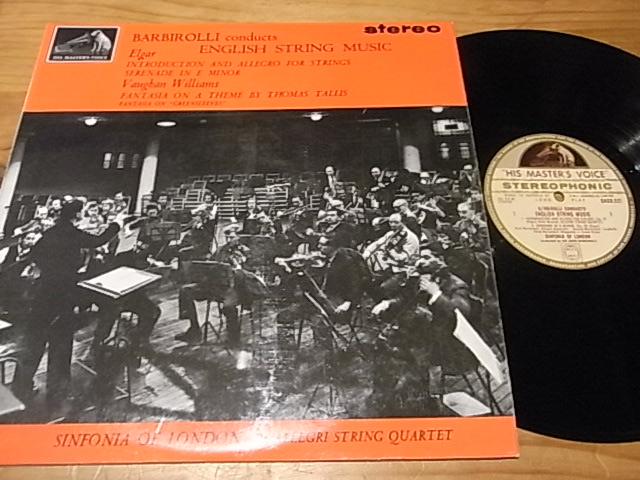 HIS MASTER'S VOICE
BARBIROLLI conducts
stereo
ENGLISH STRING MUSIC
Elgar
INTRODUCTION AND ALLEGRO FOR STRINGS
SERENADE IN E MINOR
Vaughan Williams
FANTASIA ON A THEME BY THOMAS TALLIS
FANTASIA ON "GREENSLEEVES"
SINFONIA OF LONDON ALLEGRI STRING QUARTET
"HIS MASTER'S VOICE"
STEREOPHONIC
LONG PLAY
BARBIROLLI CONDUCTS
ENGLISH STRING MUSIC
SINFONIA OF LONDON